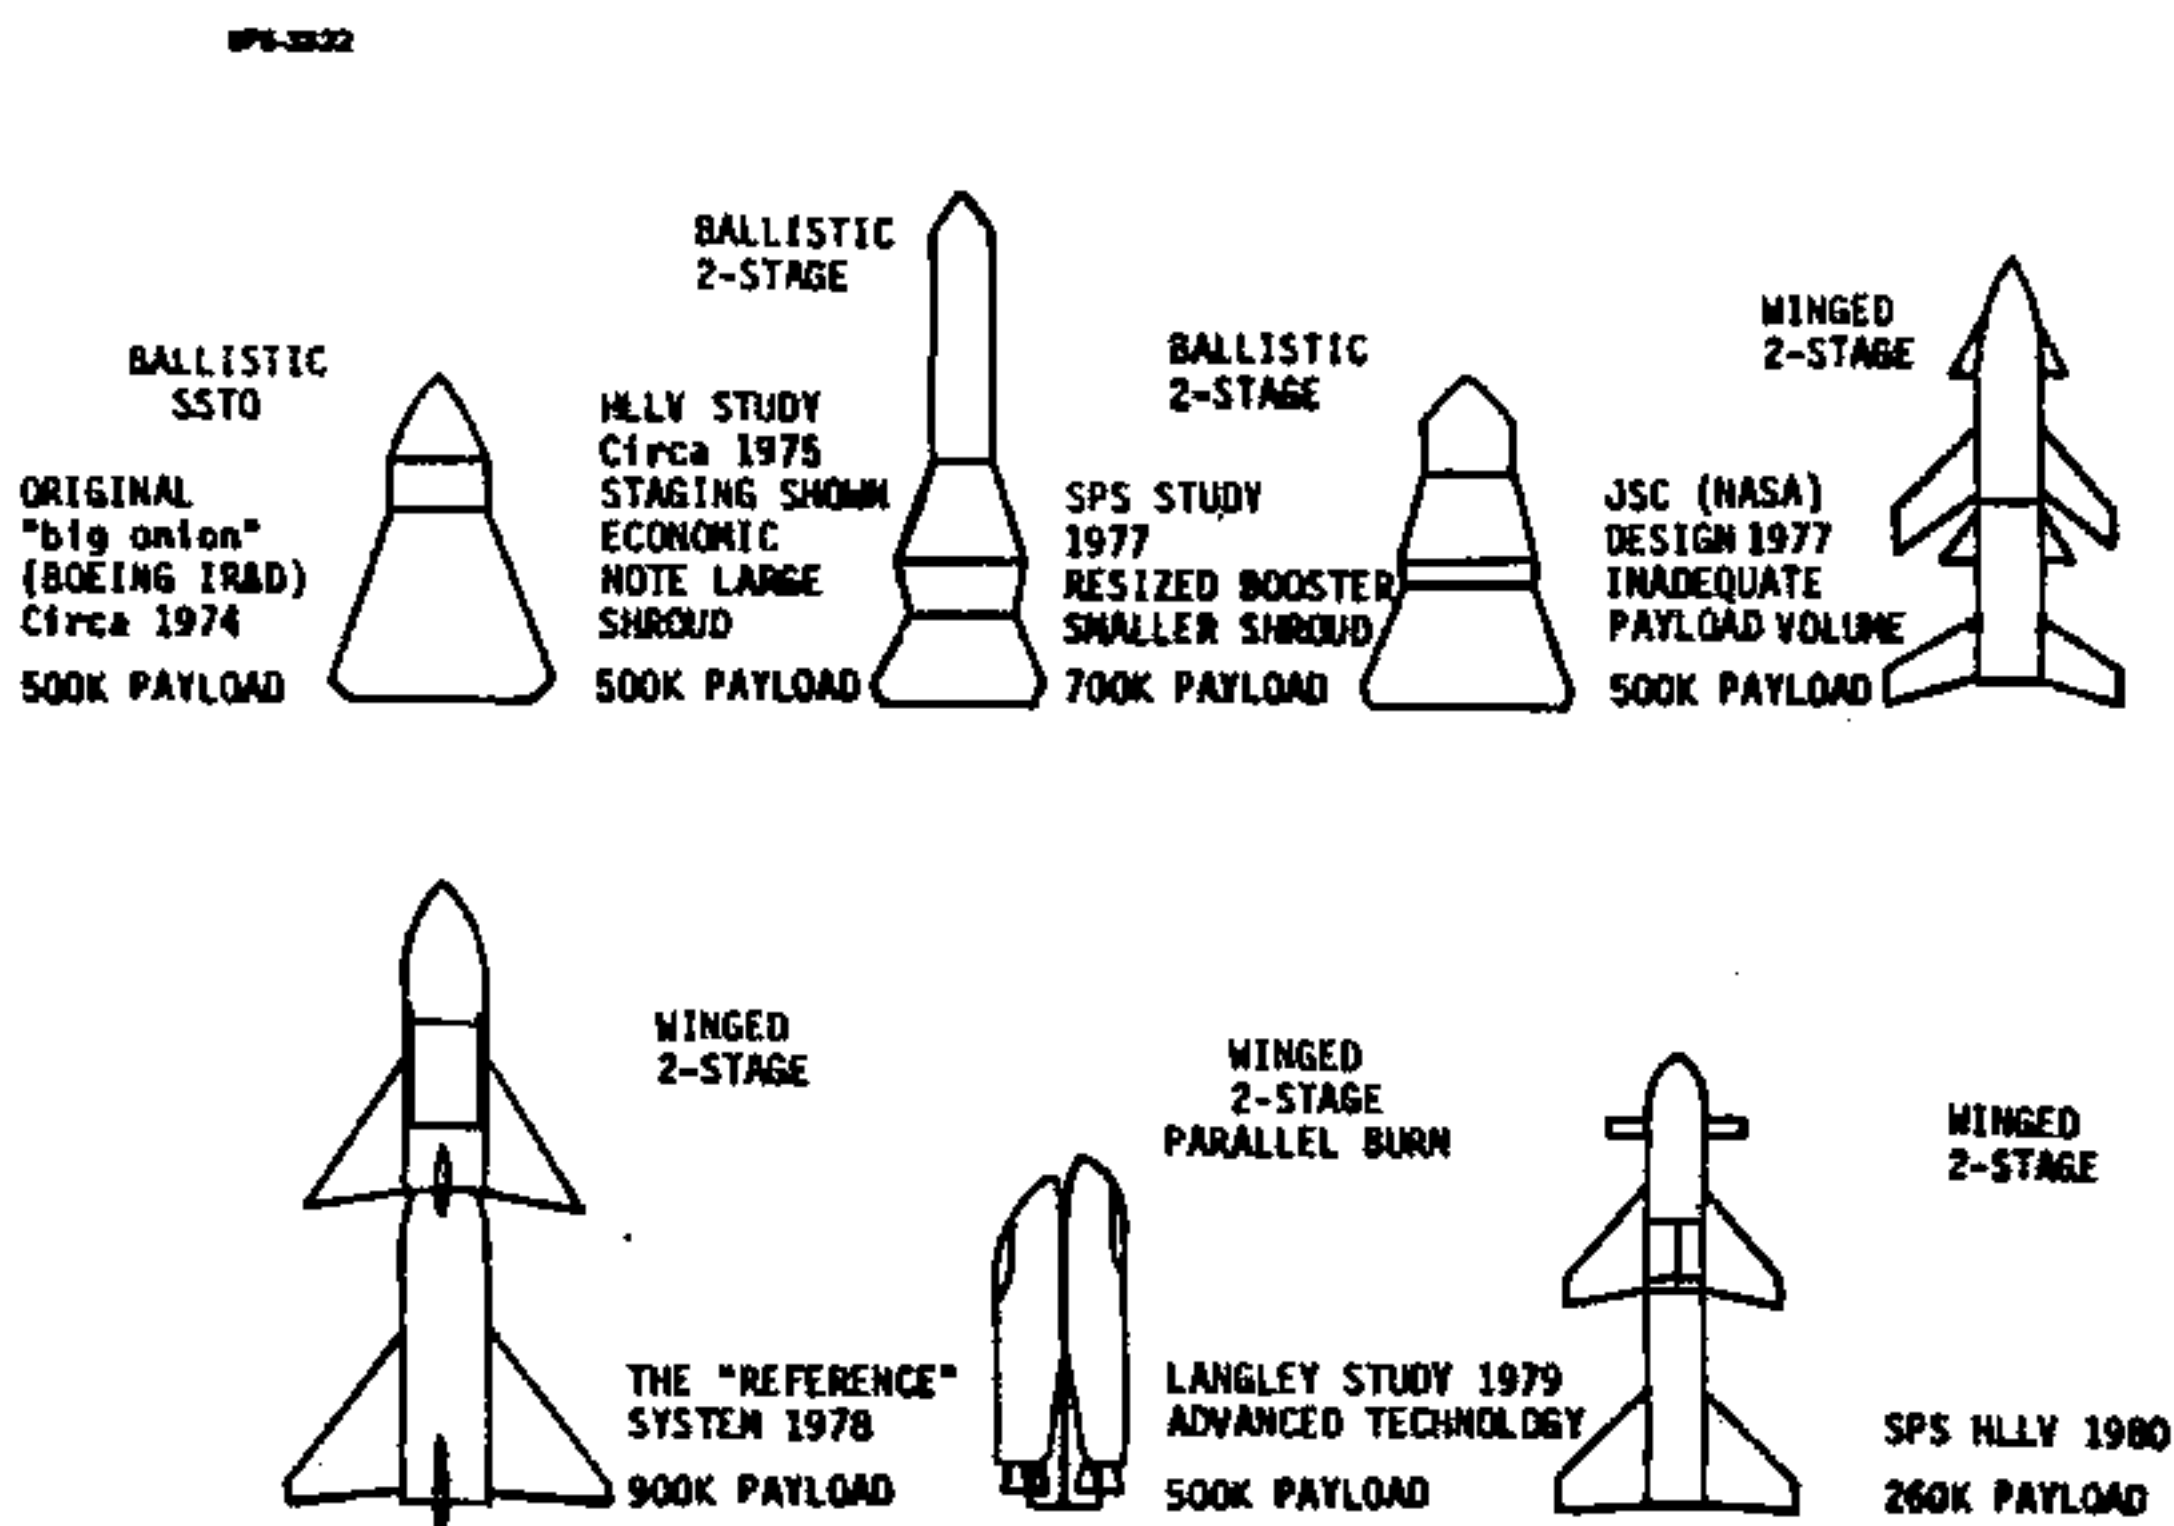 BALLISTIC
SSTO
ORIGINAL
"big onion"
(BOEING IR&D)
Circa 1974
500K PAYLOAD
BALLISTIC
2-STAGE
HLLV STUDY
Circa 1975
STAGING SHOWN
ECONOMIC
NOTE LARGE
SHROUD
500K PAYLOAD
BALLISTIC
2-STAGE
SPS STUDY
1977
RESIZED BOOSTER
SMALLER SHROUD
700K PAYLOAD
WINGED
2-STAGE
JSC (NASA)
DESIGN 1977
INADEQUATE
PAYLOAD VOLUME
500K PAYLOAD
WINGED
2-STAGE
THE "REFERENCE"
SYSTEM 1978
900K PAYLOAD
WINGED
2-STAGE
PARALLEL BURN
LANGLEY STUDY 1979
ADVANCED TECHNOLOGY
500K PAYLOAD
WINGED
2-STAGE
SPS HLLV 1980
260K PAYLOAD